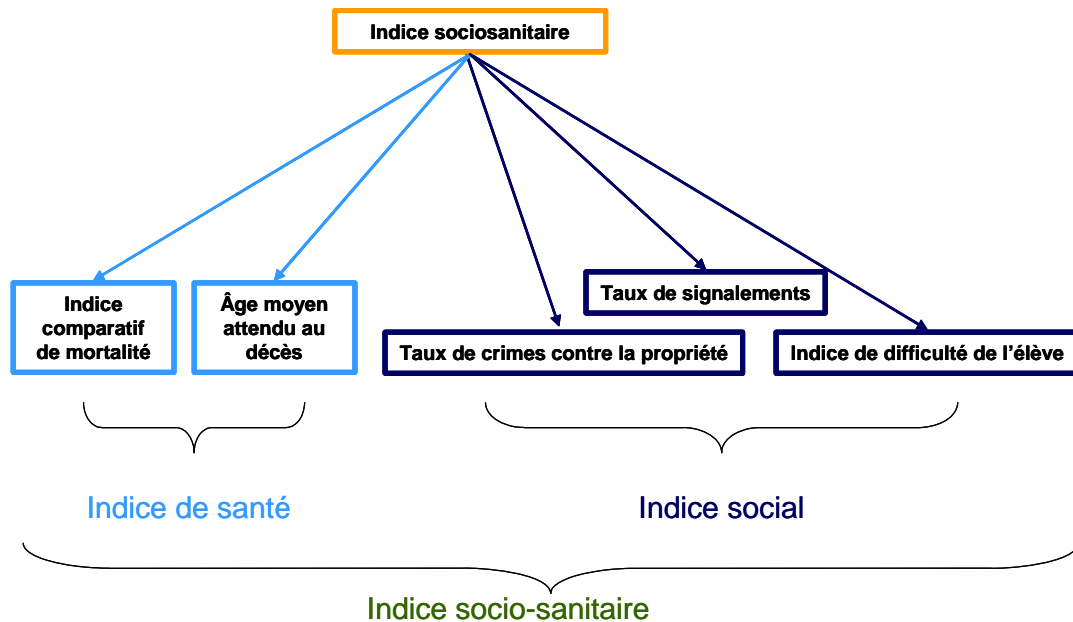 Indice sociosanitaire
Indice
comparatif
de mortalité
Âge moyen
attendu au
décès
Taux de signalements
Taux de crimes contre la propriété
Indice de difficulté de l’élève
Indice de santé
Indice social
Indice socio-sanitaire